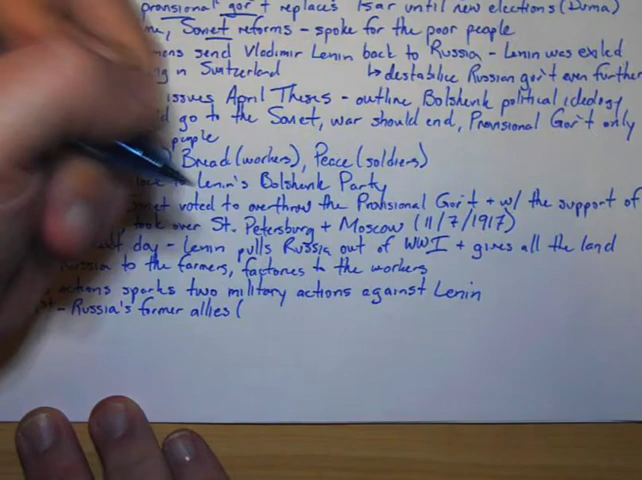 provisional gov't replaces Tsar until new elections (Duma)
Soviet reforms - spoke for the poor people
send Vladimir Lenin back to Russia - Lenin was exiled
in Switzerland ↳ destabilize Russian gov't even further
issues April Theses - outline Bolshevik political ideology
go to the Soviet, war should end, Provisional Gov't only
people
Bread (workers), Peace (soldiers)
Lenin's Bolshevik Party
voted to overthrow the Provisional Gov't + w/ the support of
took over St. Petersburg + Moscow (11/7/1917)
day - Lenin pulls Russia out of WWI + gives all the land
Russia to the farmers, factories to the workers
actions sparks two military actions against Lenin
- Russia's former allies (